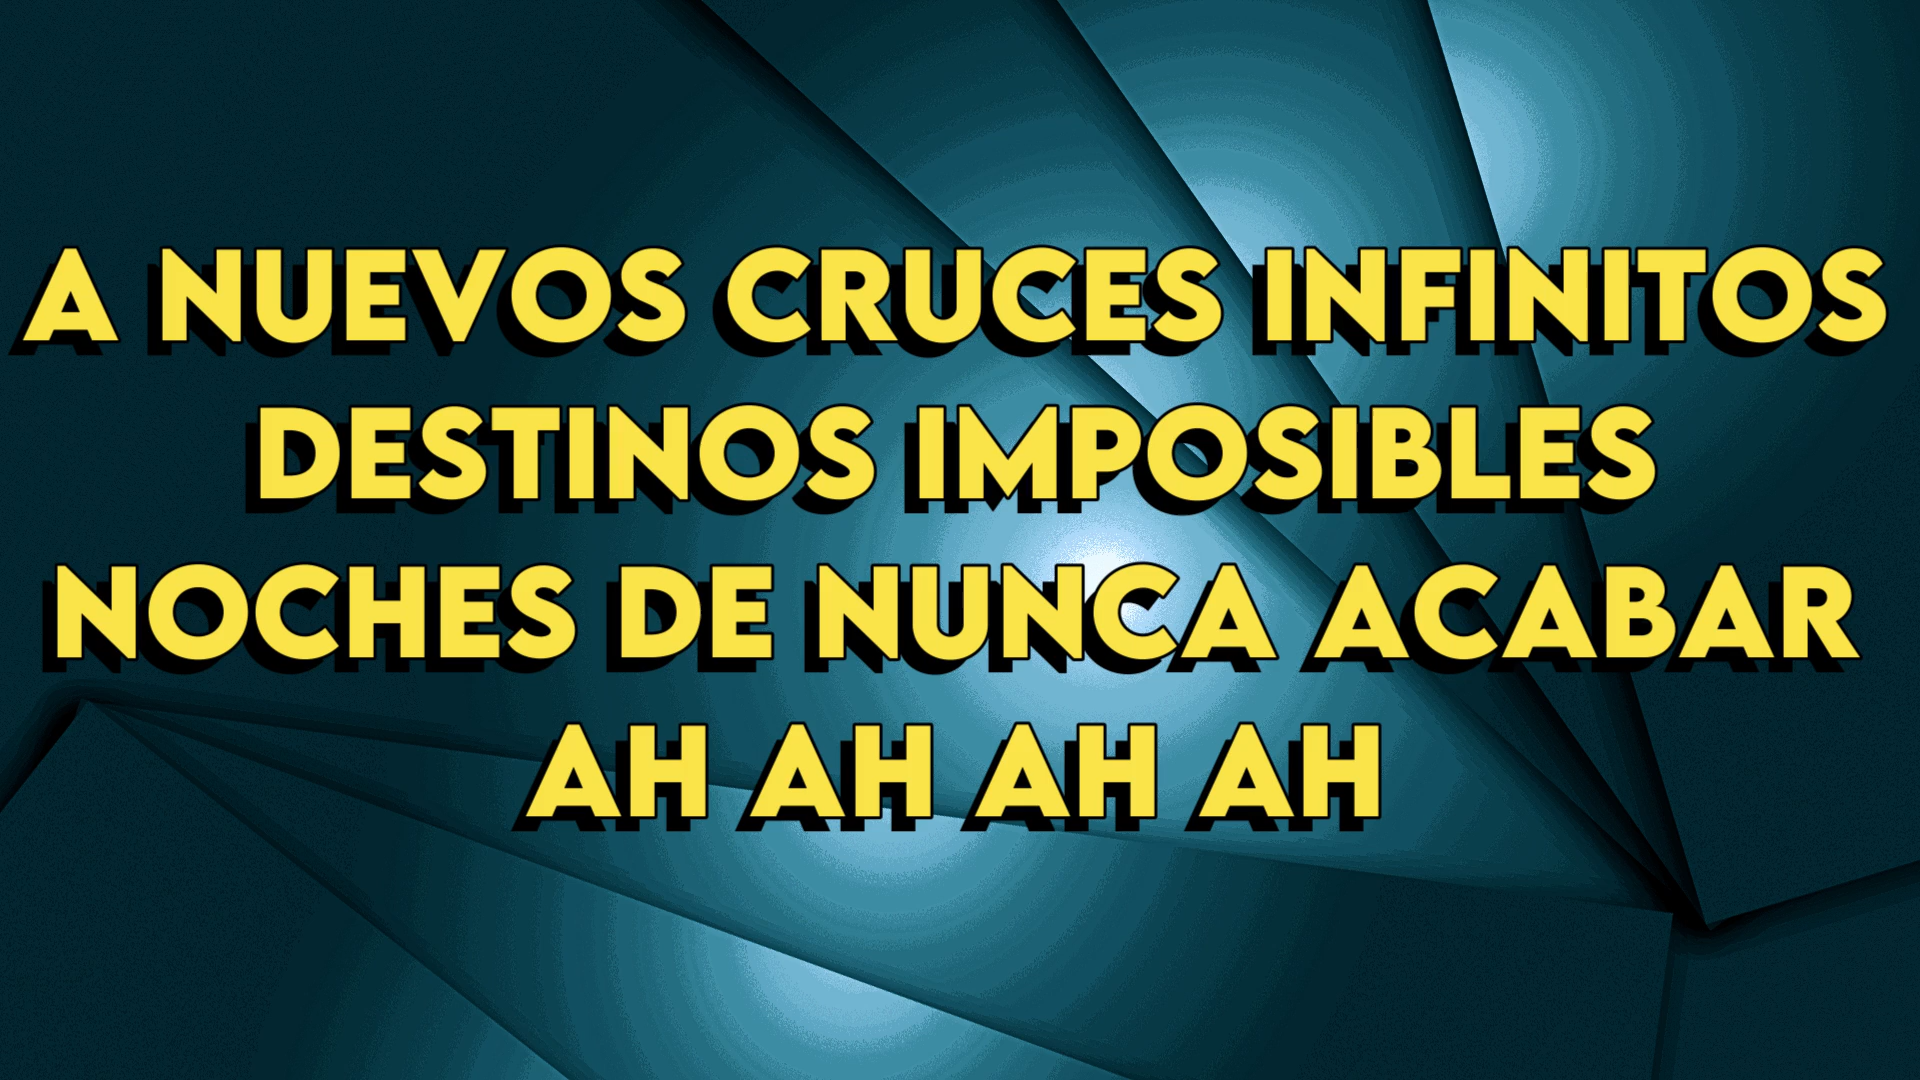 A NUEVOS CRUCES INFINITOS
DESTINOS IMPOSIBLES
NOCHES DE NUNCA ACABAR
AH AH AH AH